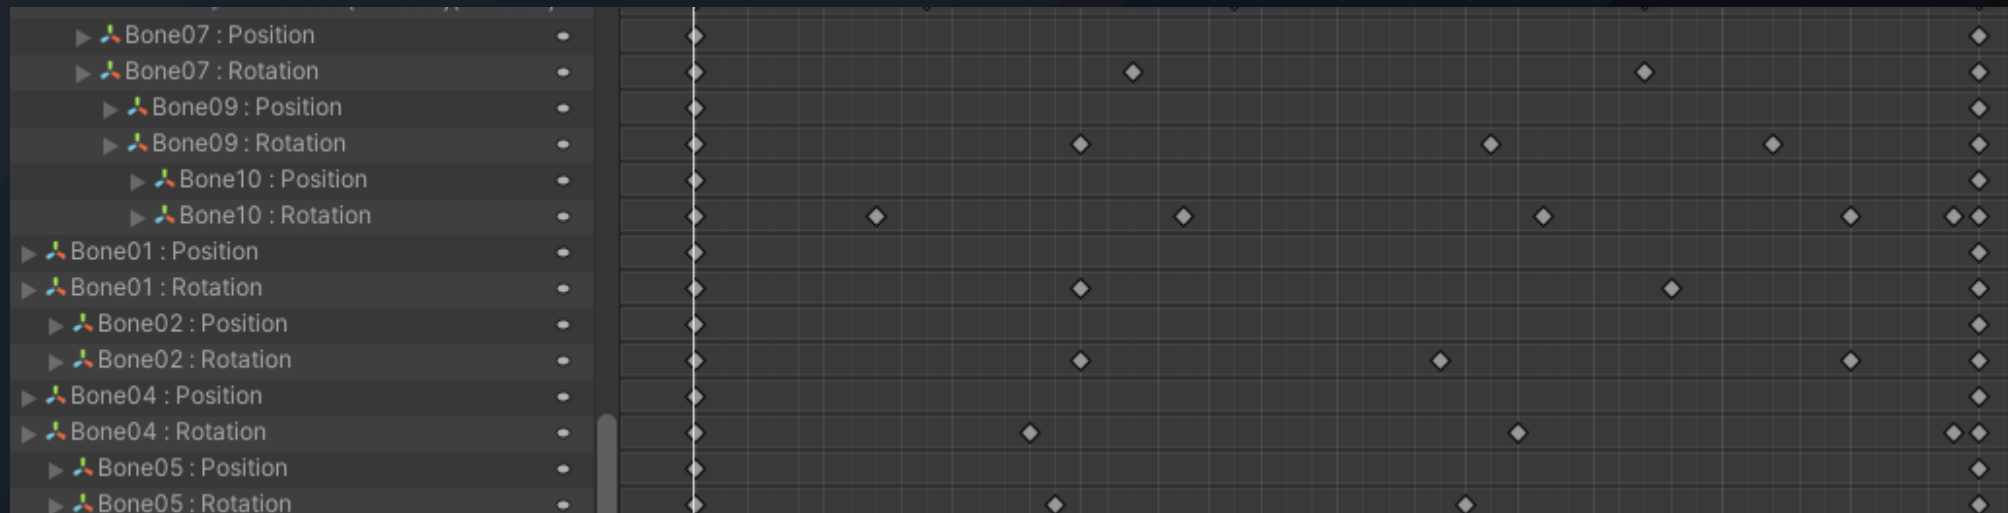 Bone07 : Position
Bone07 : Rotation
Bone09 : Position
Bone09 : Rotation
Bone10 : Position
Bone10 : Rotation
Bone01 : Position
Bone01 : Rotation
Bone02 : Position
Bone02 : Rotation
Bone04 : Position
Bone04 : Rotation
Bone05 : Position
Bone05 : Rotation